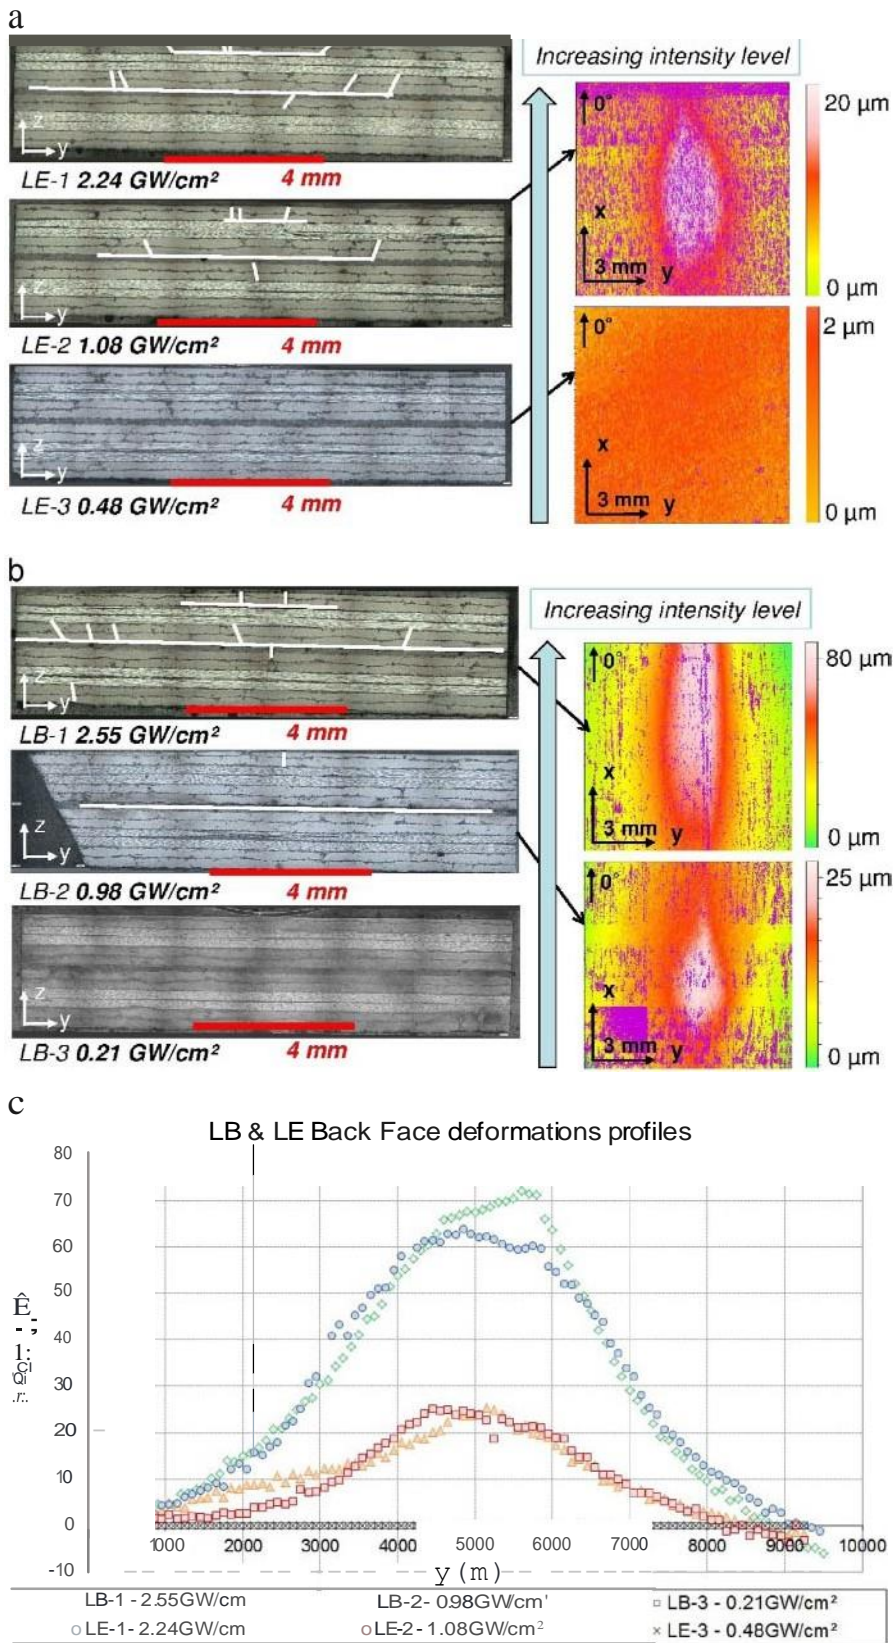 a
Increasing intensity level
0°
20 µm
z
y
LE-1 2.24 GW/cm²
4 mm
x
3 mm
y
0 µm
z
y
LE-2 1.08 GW/cm²
4 mm
0°
2 µm
z
y
LE-3 0.48 GW/cm²
4 mm
x
3 mm
y
0 µm
b
Increasing intensity level
0°
80 µm
z
y
LB-1 2.55 GW/cm²
4 mm
x
3 mm
y
0 µm
z
y
LB-2 0.98 GW/cm²
4 mm
0°
25 µm
z
y
LB-3 0.21 GW/cm²
4 mm
x
3 mm
y
0 µm
c
LB & LE Back Face deformations profiles
80
70
60
50
40
30
20
10
0
-10
1000 2000 3000 4000 5000 6000 7000 8000 9000 10000
y (m)
LB-1 - 2.55GW/cm LB-2- 0.98GW/cm' LB-3 - 0.21GW/cm²
LE-1- 2.24GW/cm LE-2 - 1.08GW/cm² LE-3 - 0.48GW/cm²